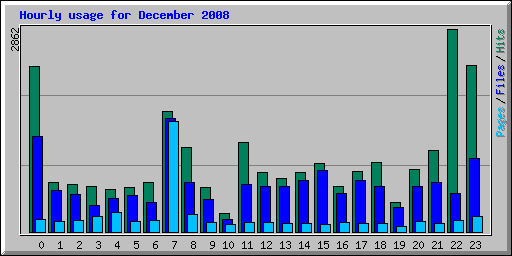 Hourly usage for December 2008
2862
Pages / Files / Hits
0 1 2 3 4 5 6 7 8 9 10 11 12 13 14 15 16 17 18 19 20 21 22 23